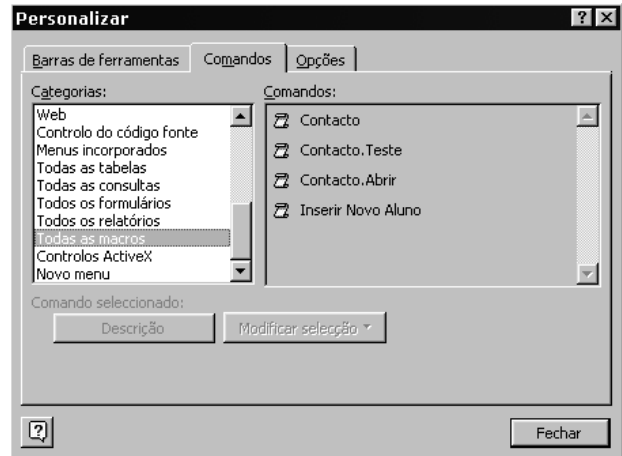 Personalizar
Barras de ferramentas Comandos Opções
Categorias:
Web
Controlo do código fonte
Menus incorporados
Todas as tabelas
Todas as consultas
Todos os formulários
Todos os relatórios
Todas as macros
Controlos ActiveX
Novo menu
Comandos:
Contacto
Contacto.Teste
Contacto.Abrir
Inserir Novo Aluno
Comando seleccionado:
Descrição Modificar selecção
Fechar